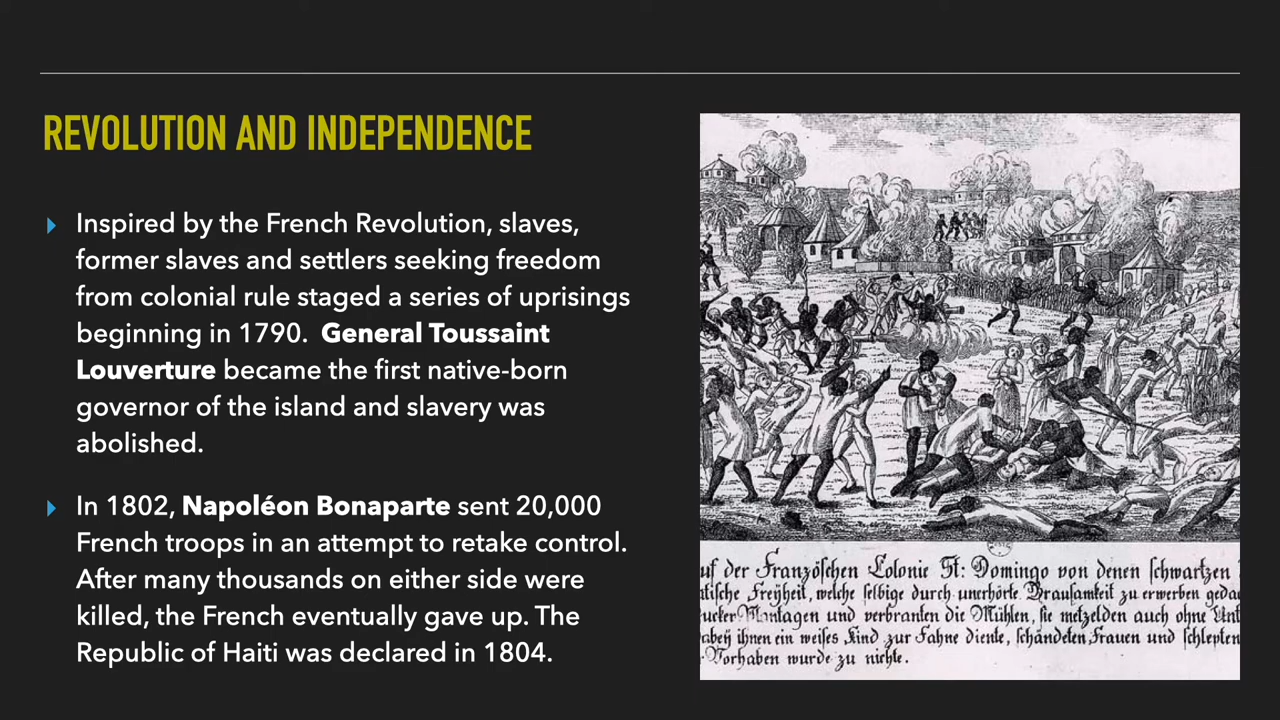 REVOLUTION AND INDEPENDENCE
Inspired by the French Revolution, slaves,
former slaves and settlers seeking freedom
from colonial rule staged a series of uprisings
beginning in 1790. General Toussaint
Louverture became the first native-born
governor of the island and slavery was
abolished.
In 1802, Napoléon Bonaparte sent 20,000
French troops in an attempt to retake control.
After many thousands on either side were
killed, the French eventually gave up. The
Republic of Haiti was declared in 1804.
der Französchen Colonie St: Domingo von denen schwartzen
Freÿheit, welche selbige durch unerhörte Grausamkeit zu erwerben
und verbranten die Mühlen, sie metzelden auch ohne
ihnen ein weises Kind zur Fahne diente, schändeten Frauen und schlepten
Vorhaben wurde zu nichte.